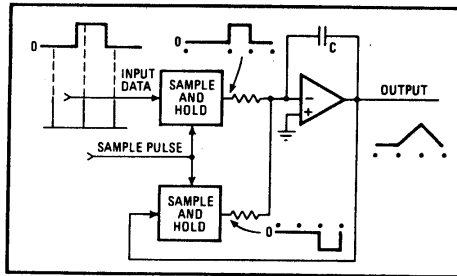 0
INPUT
DATA
SAMPLE
AND
HOLD
0
C
−
+
OUTPUT
SAMPLE PULSE
SAMPLE
AND
HOLD
0